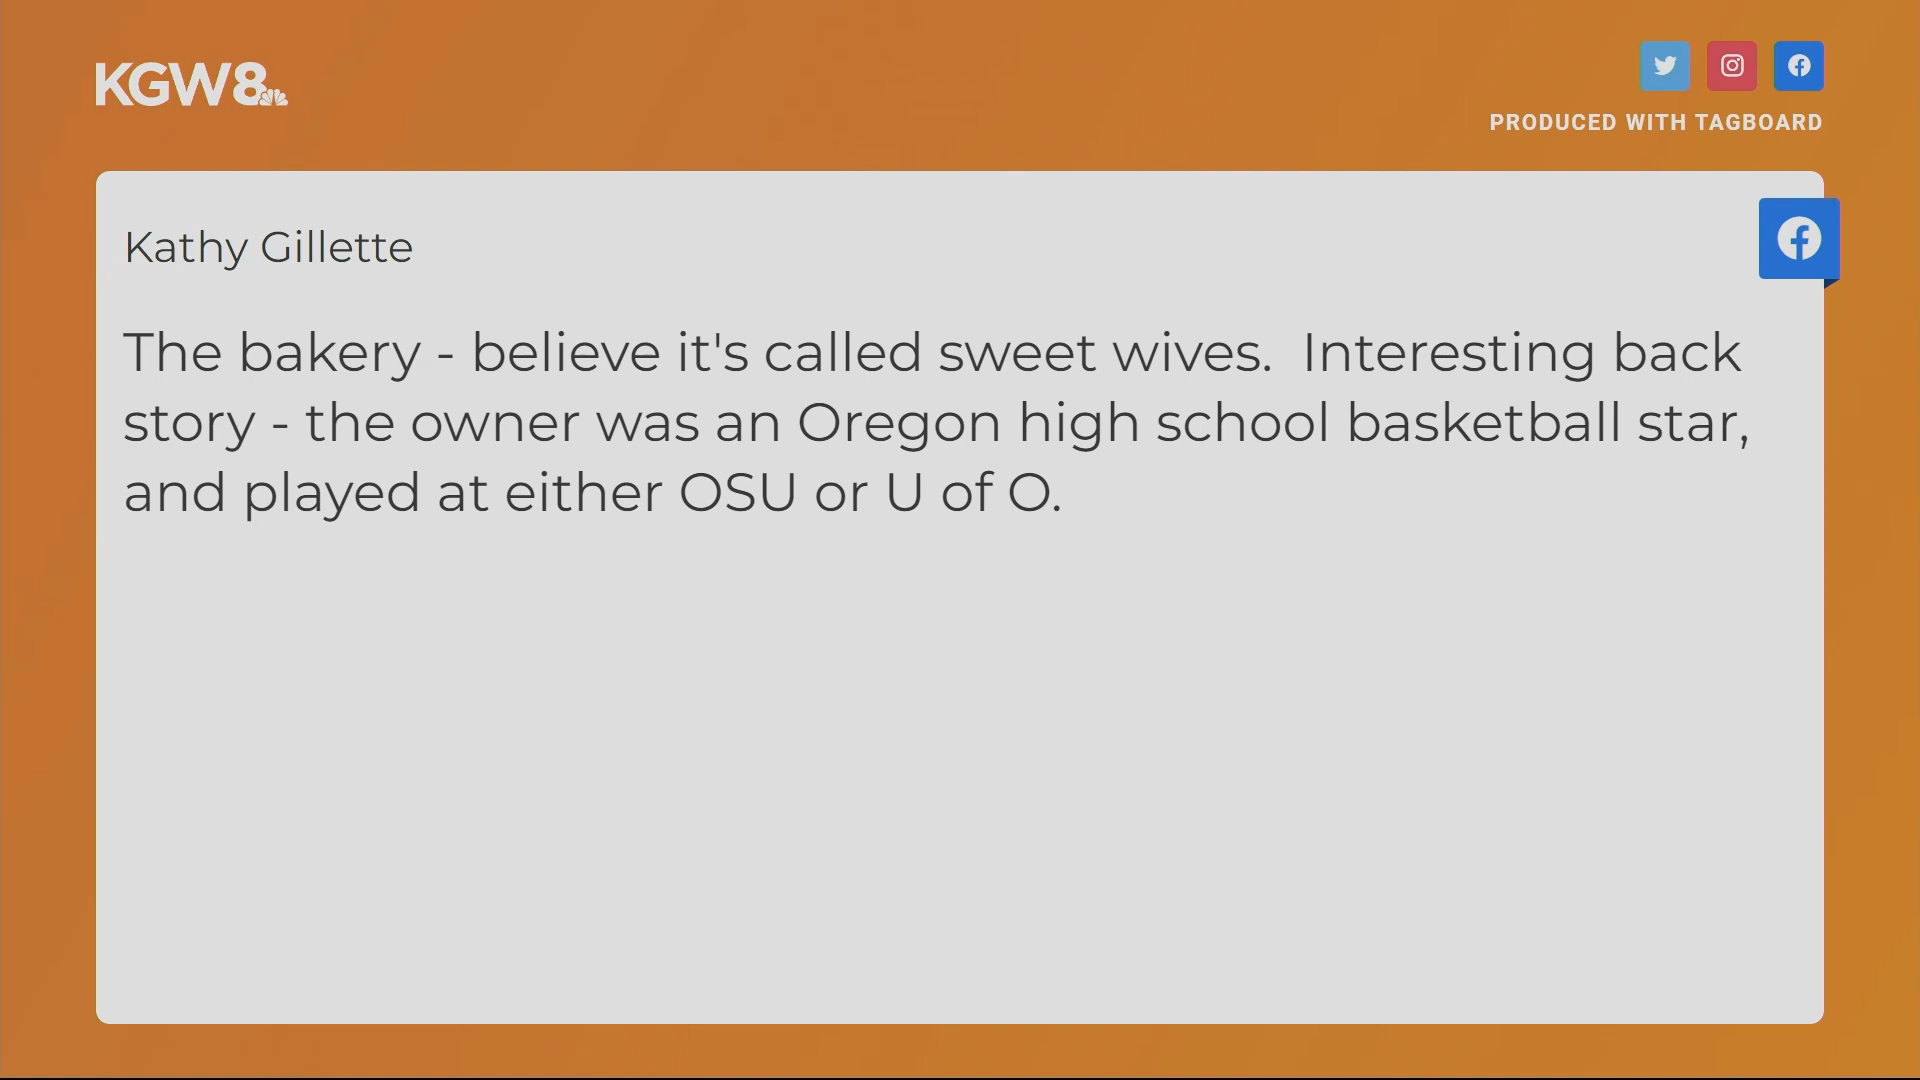 KGW8
PRODUCED WITH TAGBOARD
Kathy Gillette
The bakery - believe it's called sweet wives.  Interesting back
story - the owner was an Oregon high school basketball star,
and played at either OSU or U of O.